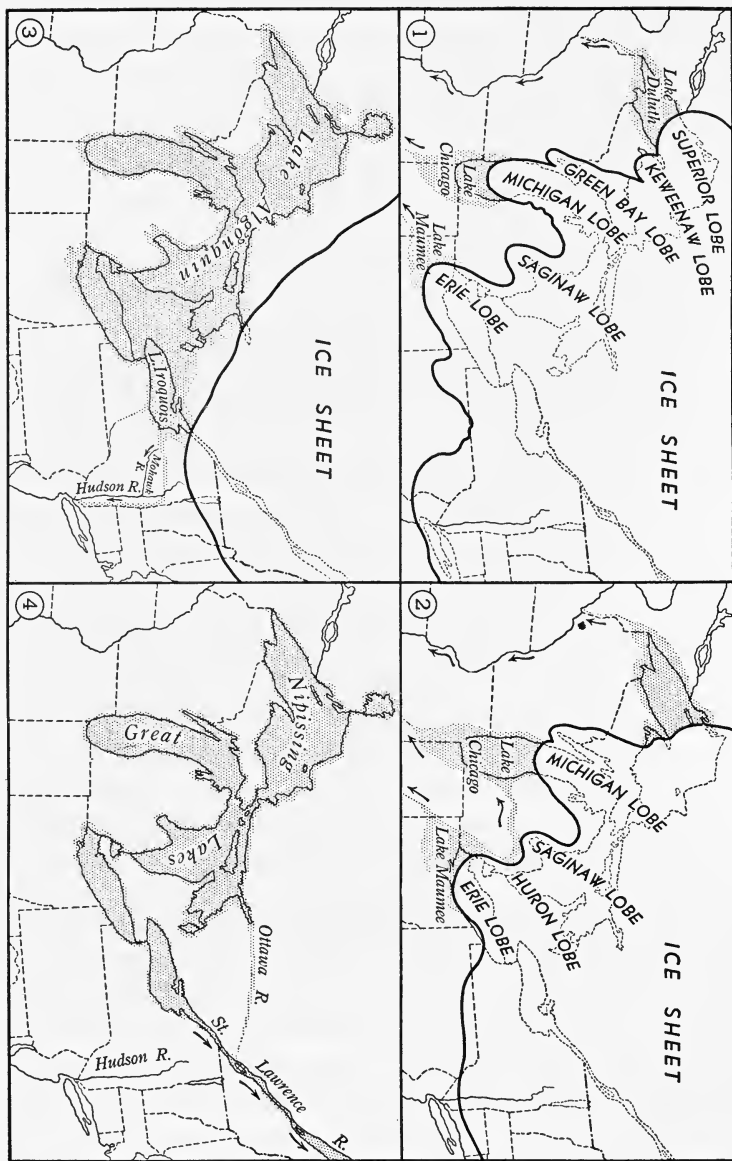 ①
Lake
Duluth
SUPERIOR LOBE
KEWEENAW LOBE
GREEN BAY LOBE
MICHIGAN LOBE
SAGINAW LOBE
ERIE LOBE
ICE SHEET
Lake
Chicago
Lake
Maumee
②
ICE SHEET
MICHIGAN LOBE
SAGINAW LOBE
HURON LOBE
ERIE LOBE
Lake
Chicago
Lake Maumee
③
ICE SHEET
Lake Algonquin
L. Iroquois
Mohawk
R.
Hudson R.
④
Nipissing
Great
Lakes
Ottawa R.
St. Lawrence R.
Hudson R.